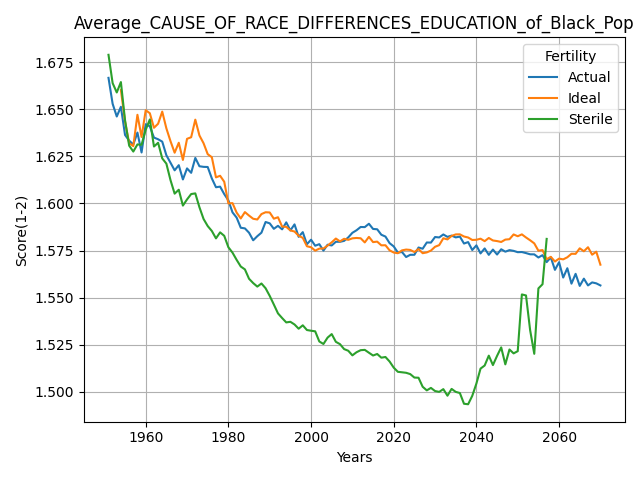 Average_CAUSE_OF_RACE_DIFFERENCES_EDUCATION_of_Black_Pop
Fertility
Actual
Ideal
Sterile
Score(1-2)
1.675
1.650
1.625
1.600
1.575
1.550
1.525
1.500
1960
1980
2000
2020
2040
2060
Years